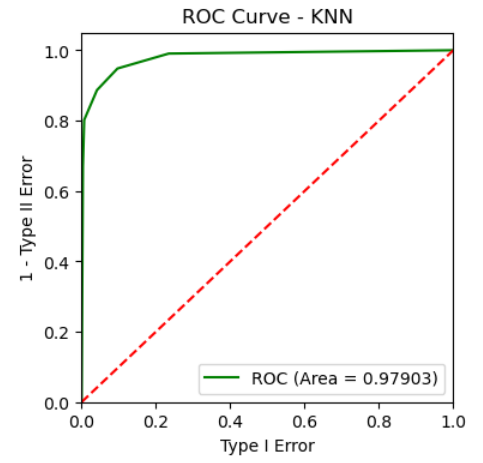 ROC Curve - KNN
1.0
0.8
0.6
0.4
0.2
0.0
1 - Type II Error
ROC (Area = 0.97903)
0.0 0.2 0.4 0.6 0.8 1.0
Type I Error